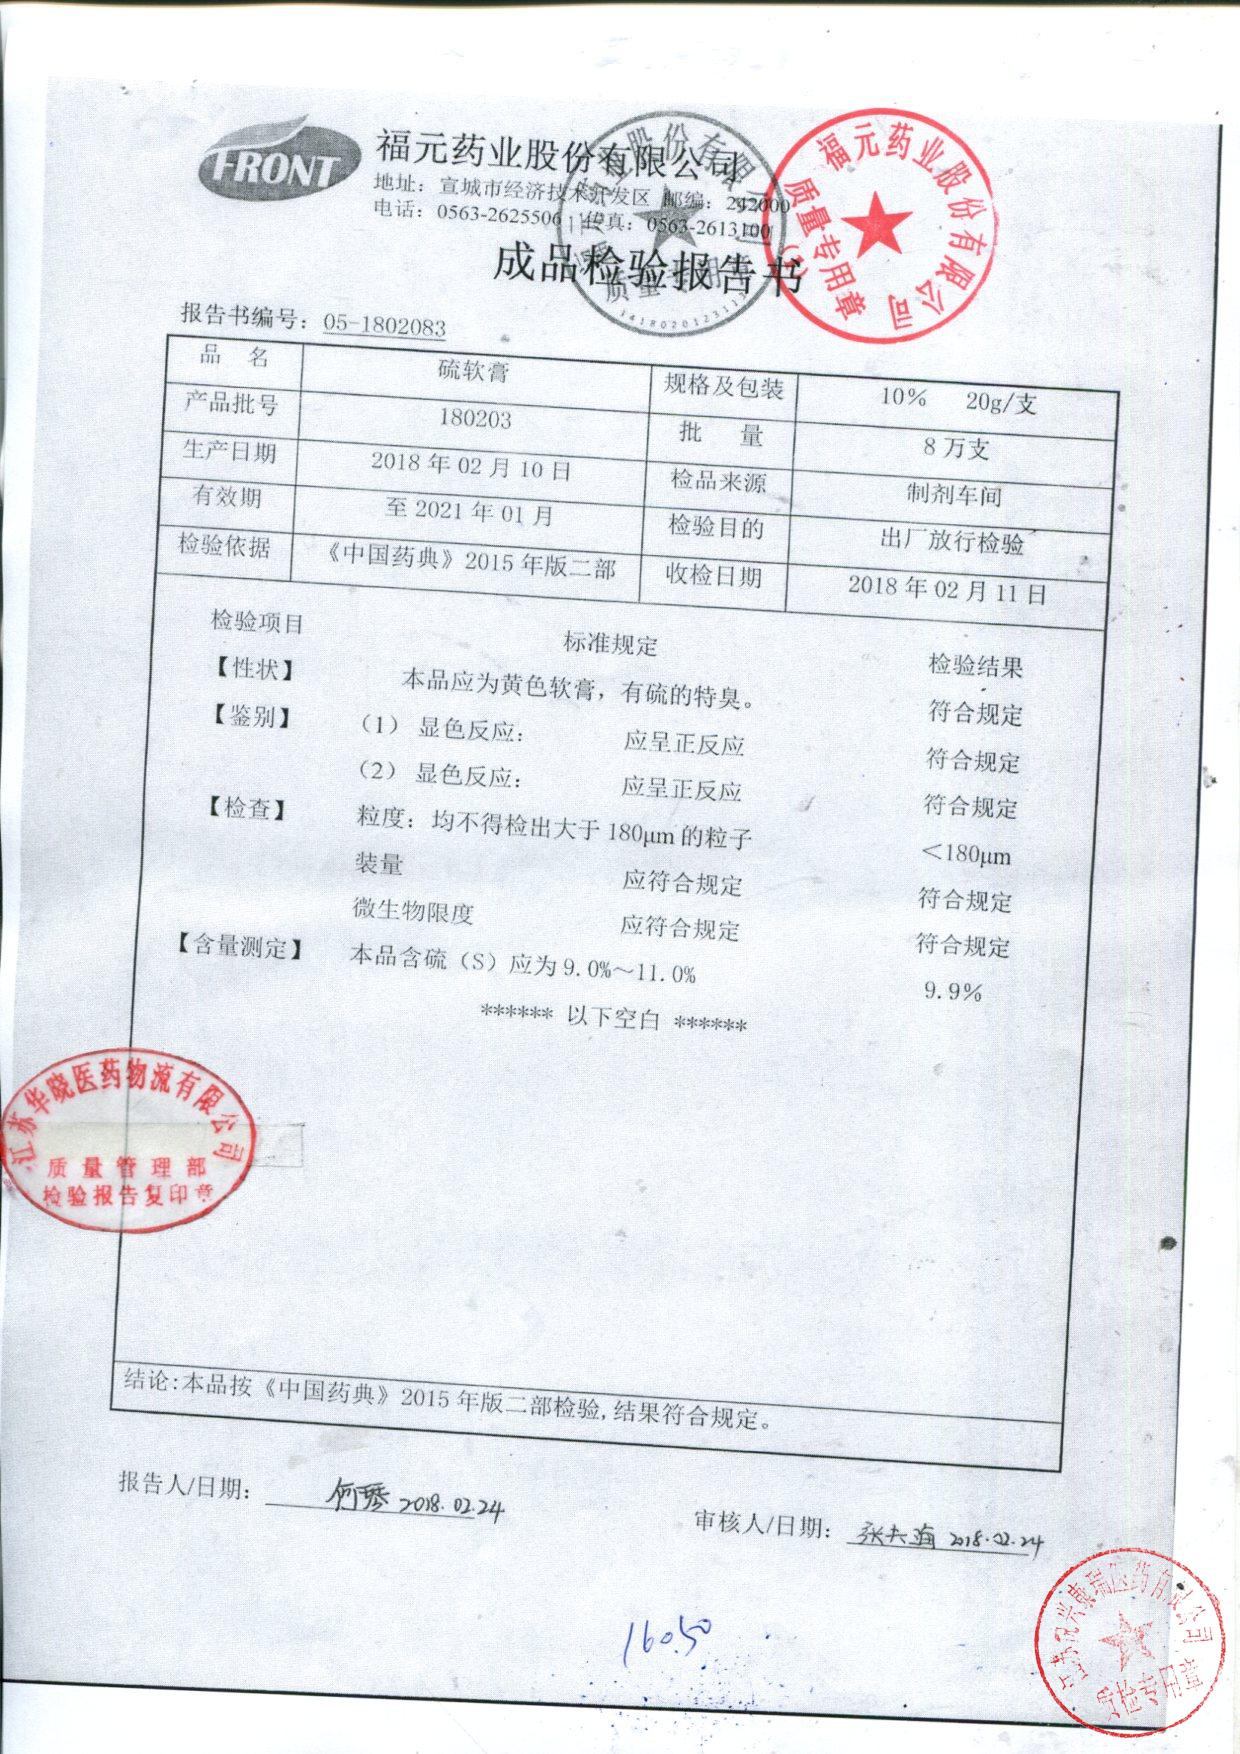 FRONT
福元药业股份有限公司
地址：宣城市经济技术开发区 邮编：242000
电话：0563-2625506 传真：0563-2613100
福元药业股份有限公司
质量专用章
(1)
成品检验报告书
报告书编号：05-1802083
品 名 硫软膏 规格及包装 10% 20g/支
产品批号 180203 批 量 8万支
生产日期 2018年02月10日 检品来源 制剂车间
有效期 至2021年01月 检验目的 出厂放行检验
检验依据 《中国药典》2015年版二部 收检日期 2018年02月11日
检验项目 标准规定 检验结果
【性状】 本品应为黄色软膏，有硫的特臭。 符合规定
【鉴别】 （1）显色反应： 应呈正反应 符合规定
（2）显色反应： 应呈正反应 符合规定
【检查】 粒度：均不得检出大于180μm的粒子 ＜180μm
装量 应符合规定 符合规定
微生物限度 应符合规定 符合规定
【含量测定】 本品含硫（S）应为9.0%～11.0% 9.9%
****** 以下空白 ******
江苏华晓医药物流有限公司
质量管理部
检验报告复印章
结论:本品按《中国药典》2015年版二部检验,结果符合规定。
报告人/日期： 何琴 2018.02.24
审核人/日期： 2018.02.24
160.50
质检专用章